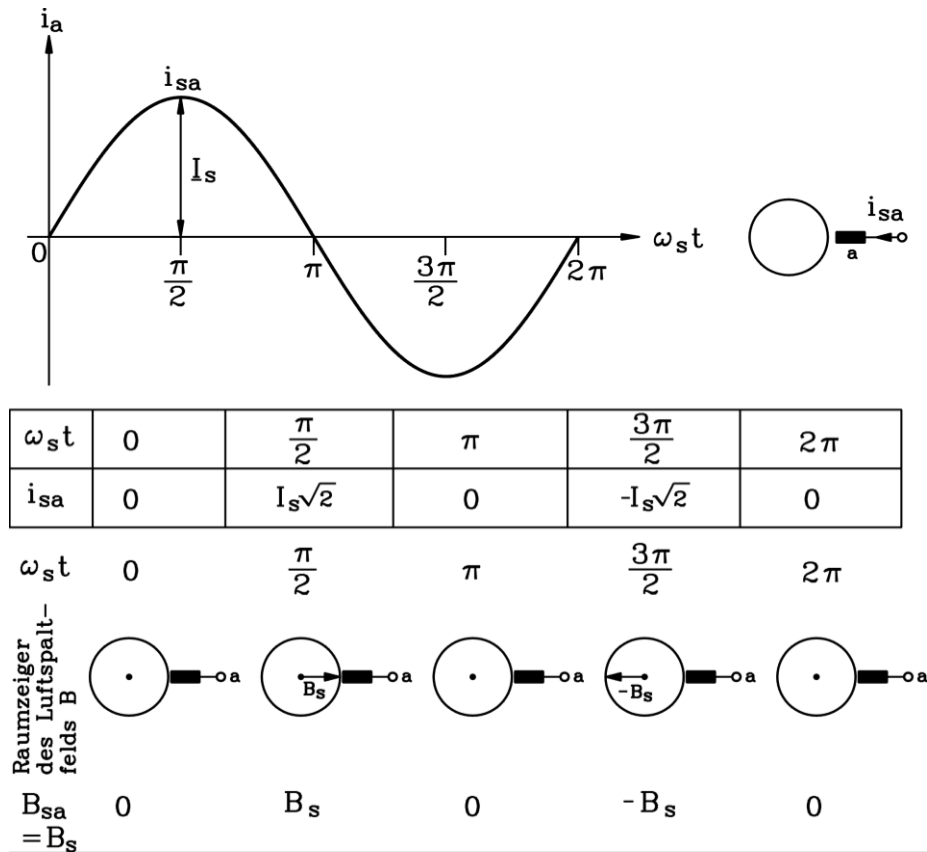 i_a
i_sa
I_s
0
π/2
π
3π/2
2π
ω_s t
i_sa
a
ω_s t 0 π/2 π 3π/2 2π
i_sa 0 I_s√2 0 -I_s√2 0
ω_s t 0 π/2 π 3π/2 2π
Raumzeiger
des Luftspalt-
felds B
a
B_s a
a
-B_s a
a
B_sa 0 B_s 0 -B_s 0
=B_s